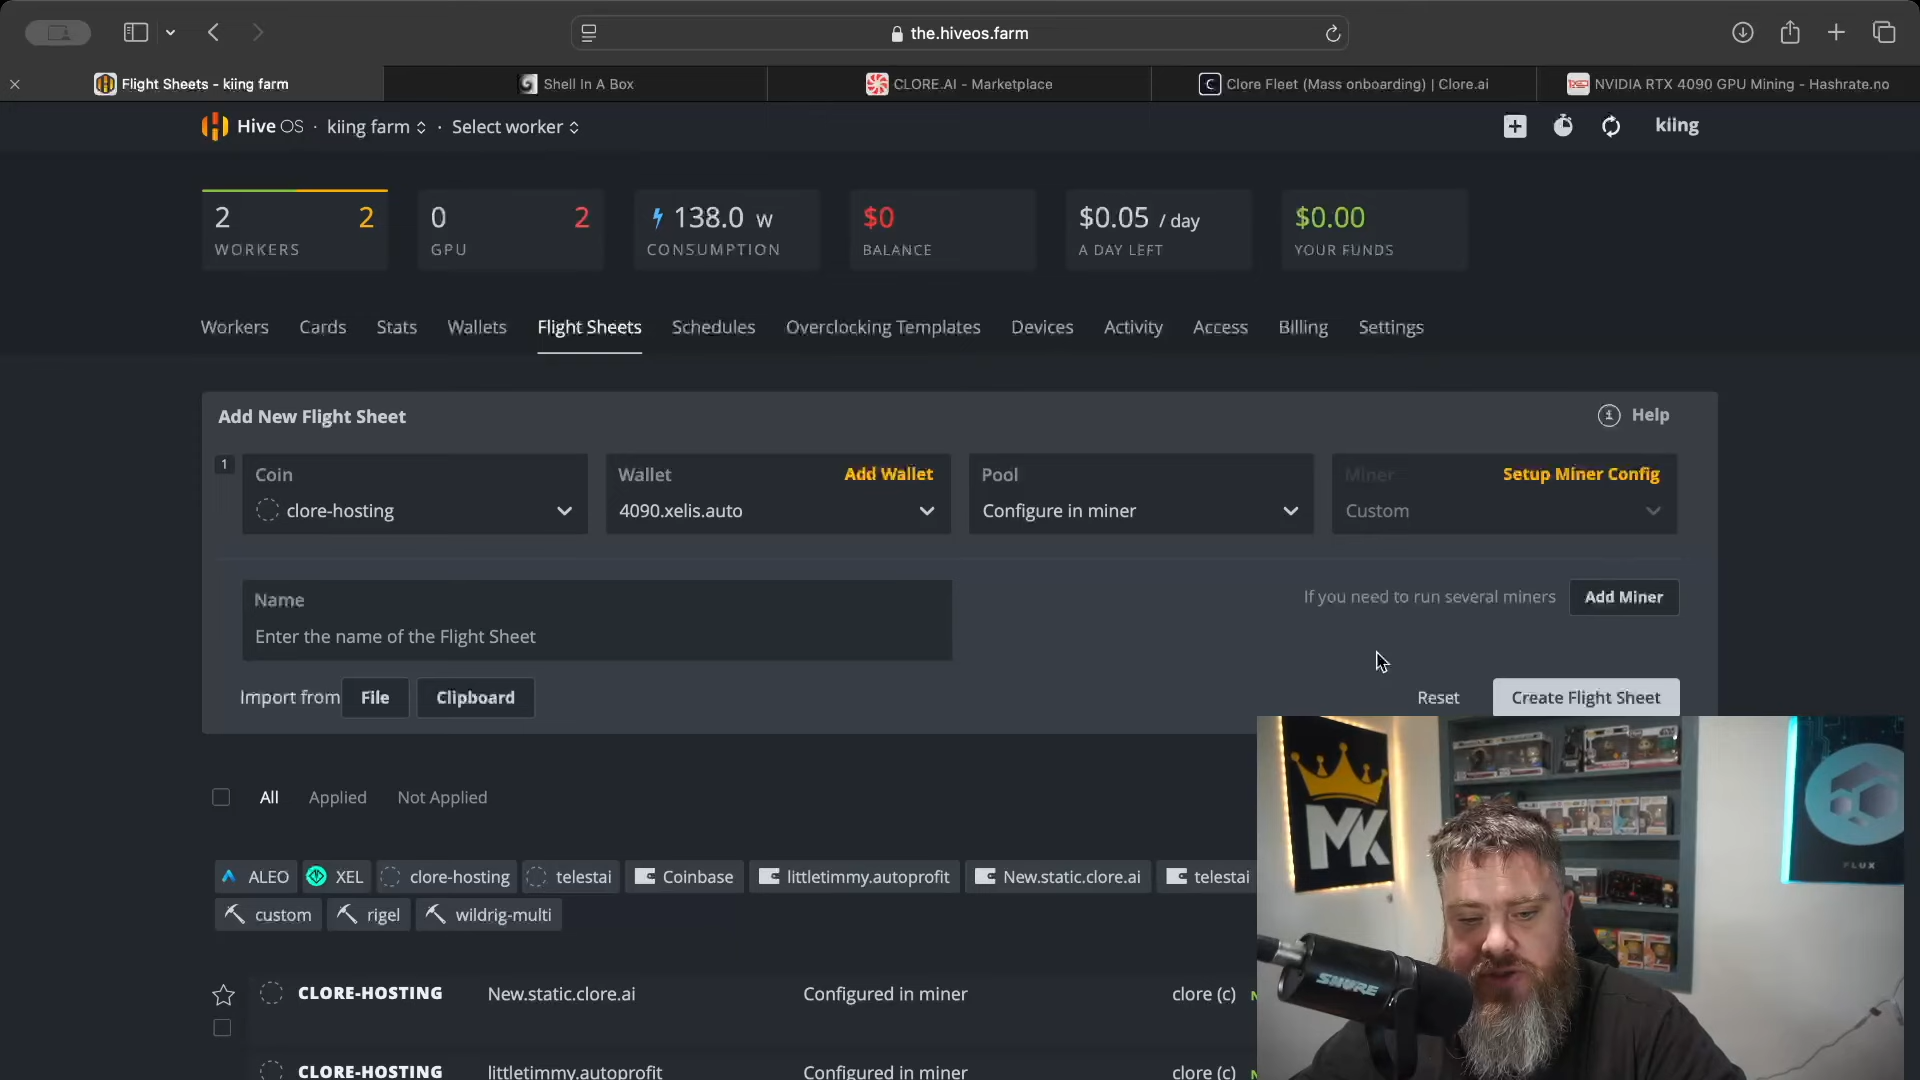 the.hiveos.farm
Flight Sheets - kiing farm
Shell In A Box
CLORE.AI - Marketplace
Clore Fleet (Mass onboarding) | Clore.ai
NVIDIA RTX 4090 GPU Mining - Hashrate.no
Hive OS · kiing farm · Select worker
kiing
2 2
WORKERS
0 2
GPU
138.0 W
CONSUMPTION
$0
BALANCE
$0.05 / day
A DAY LEFT
$0.00
YOUR FUNDS
Workers Cards Stats Wallets Flight Sheets Schedules Overclocking Templates Devices Activity Access Billing Settings
Add New Flight Sheet
Help
1
Coin
clore-hosting
Wallet Add Wallet
4090.xelis.auto
Pool
Configure in miner
Miner Setup Miner Config
Custom
Name
Enter the name of the Flight Sheet
If you need to run several miners Add Miner
Import from File Clipboard
Reset Create Flight Sheet
All Applied Not Applied
ALEO XEL clore-hosting telestai Coinbase littletimmy.autoprofit New.static.clore.ai telestai
custom rigel wildrig-multi
CLORE-HOSTING New.static.clore.ai Configured in miner clore (c)
CLORE-HOSTING littletimmy.autoprofit Configured in miner clore (c)
MK
FLUX
SHURE